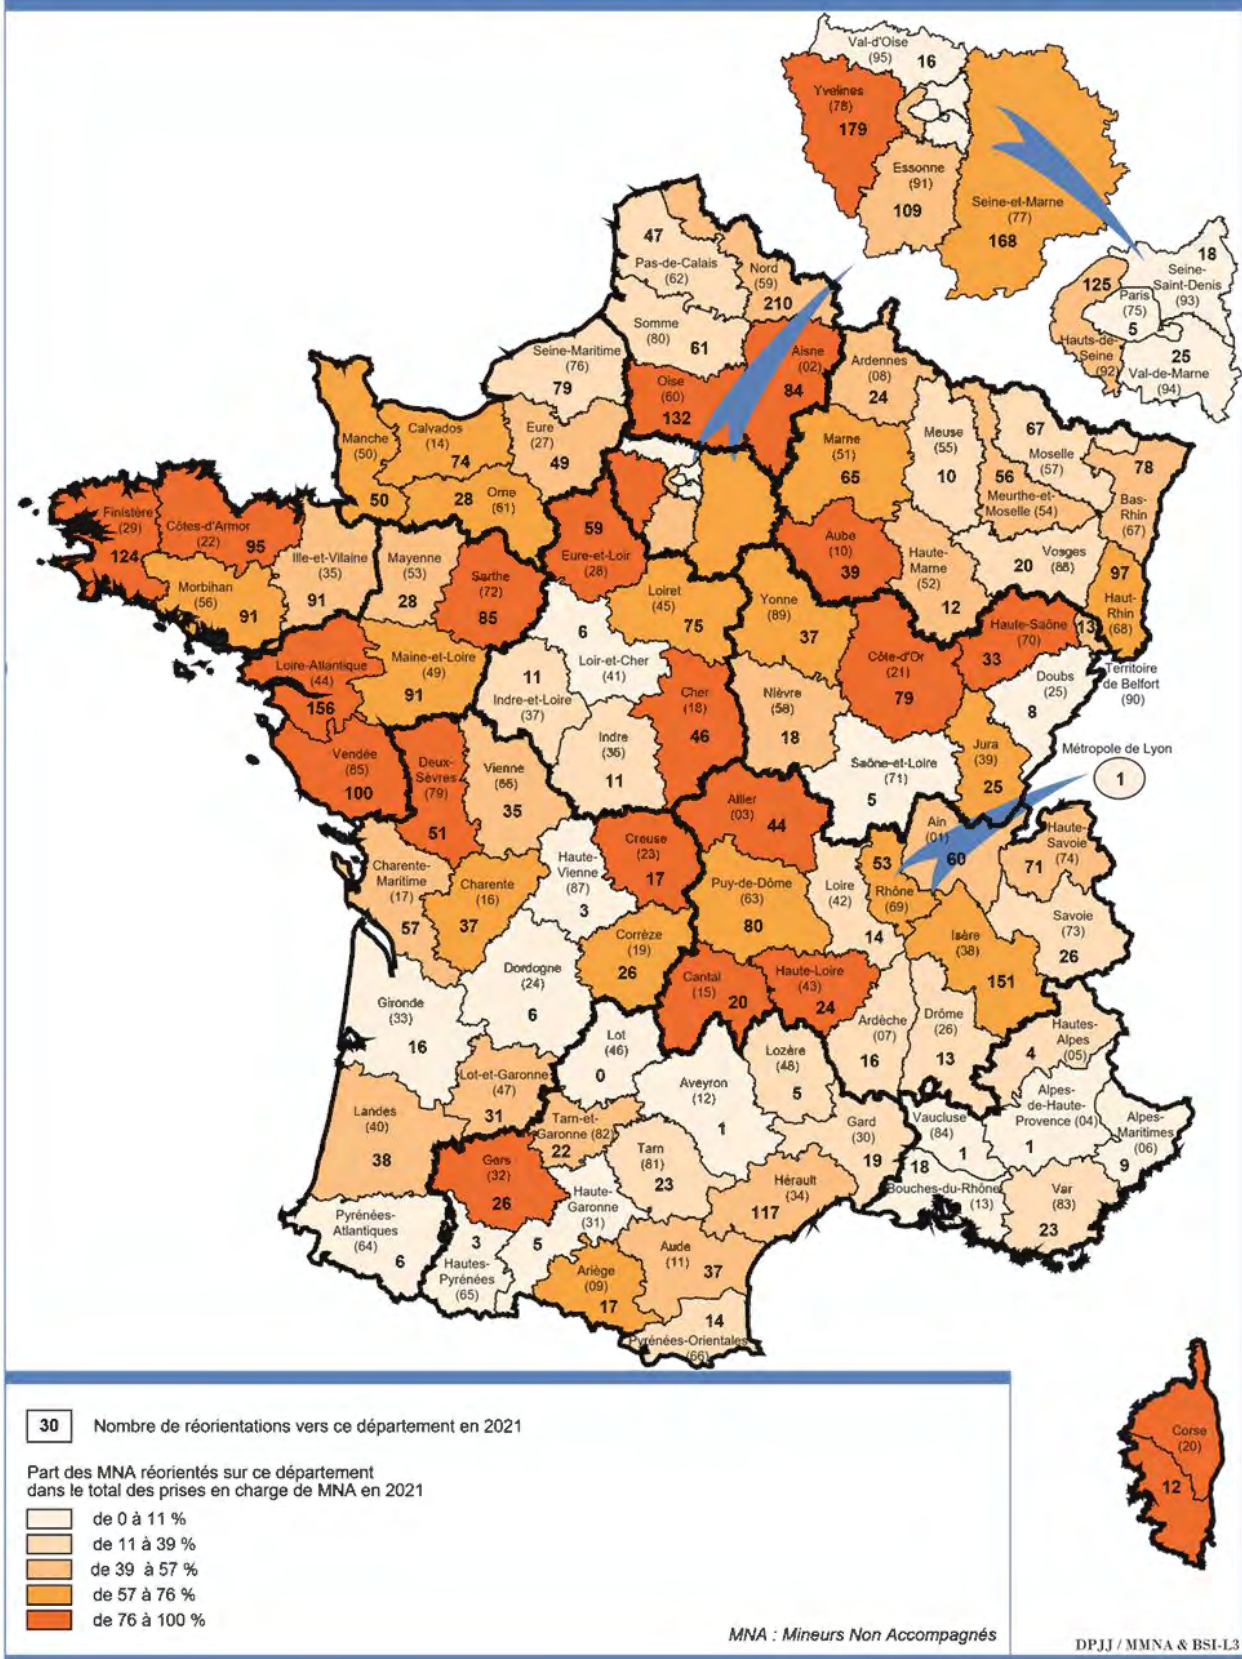 Val-d'Oise
(95)
16
Yvelines
(78)
179
Essonne
(91)
109
Seine-et-Marne
(77)
168
18
Seine-
Saint-Denis
(93)
125
Paris
(75)
5
Hauts-de-
Seine
(92)
25
Val-de-Marne
(94)
47
Pas-de-Calais
(62)
Nord
(59)
210
Somme
(80)
61
Seine-Maritime
(76)
79
Oise
(60)
132
Aisne
(02)
84
Ardennes
(08)
24
Manche
(50)
50
Calvados
(14)
74
Eure
(27)
49
28
Orne
(61)
Marne
(51)
65
Meuse
(55)
10
67
Moselle
(57)
56
Meurthe-et-
Moselle (54)
78
Bas-
Rhin
(67)
Finistère
(29)
124
Côtes-d'Armor
(22)
95
Ille-et-Vilaine
(35)
91
Morbihan
(56)
91
Mayenne
(53)
28
Sarthe
(72)
85
59
Eure-et-Loir
(28)
Aube
(10)
39
Haute-
Marne
(52)
12
Vosges
(88)
20
97
Haut-
Rhin
(68)
Loiret
(45)
75
Yonne
(89)
37
6
Loir-et-Cher
(41)
Côte-d'Or
(21)
79
Haute-Saône
(70)
33
13
Territoire
de Belfort
(90)
Doubs
(25)
8
Loire-Atlantique
(44)
156
Maine-et-Loire
(49)
91
11
Indre-et-Loire
(37)
Cher
(18)
46
Nièvre
(58)
18
Indre
(36)
11
Saône-et-Loire
(71)
5
Jura
(39)
25
Métropole de Lyon
1
Vendée
(85)
100
Deux-
Sèvres
(79)
51
Vienne
(86)
35
Allier
(03)
44
Creuse
(23)
17
Haute-
Vienne
(87)
3
Charente-
Maritime
(17)
57
Charente
(16)
37
Puy-de-Dôme
(63)
80
Loire
(42)
14
53
Rhône
(69)
Ain
(01)
60
Haute-
Savoie
(74)
71
Savoie
(73)
26
Isère
(38)
151
Corrèze
(19)
26
Dordogne
(24)
6
Gironde
(33)
16
Cantal
(15)
20
Haute-Loire
(43)
24
Ardèche
(07)
16
Drôme
(26)
13
Hautes-
Alpes
(05)
4
Lot
(46)
0
Lozère
(48)
5
Aveyron
(12)
1
Lot-et-Garonne
(47)
31
Landes
(40)
38
Tarn-et-
Garonne (82)
22
Tarn
(81)
23
Gard
(30)
19
Vaucluse
(84)
1
Alpes-
de-Haute-
Provence (04)
1
Alpes-
Maritimes
(06)
9
18
Bouches-du-Rhône
(13)
Var
(83)
23
Gers
(32)
26
Haute-
Garonne
(31)
5
Hérault
(34)
117
Pyrénées-
Atlantiques
(64)
6
3
Hautes-
Pyrénées
(65)
Ariège
(09)
17
Aude
(11)
37
14
Pyrénées-Orientales
(66)
Corse
(20)
12
30
Nombre de réorientations vers ce département en 2021
Part des MNA réorientés sur ce département
dans le total des prises en charge de MNA en 2021
de 0 à 11 %
de 11 à 39 %
de 39 à 57 %
de 57 à 76 %
de 76 à 100 %
MNA : Mineurs Non Accompagnés
DPJJ / MMNA & BSI-L3